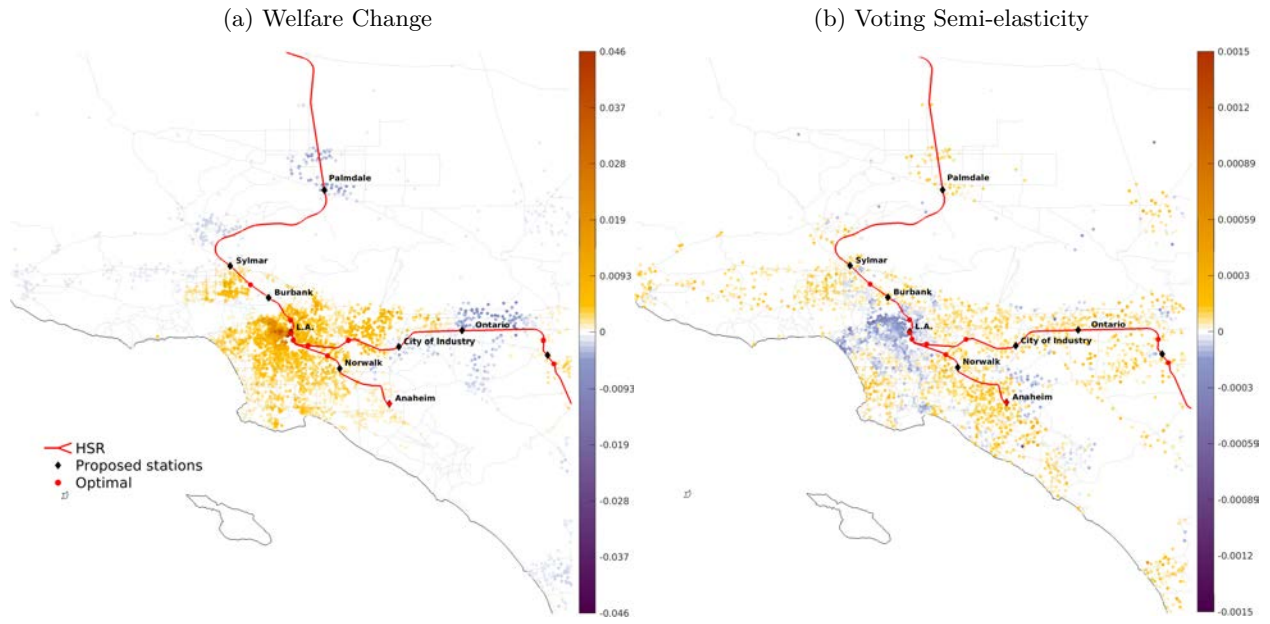 (a) Welfare Change
(b) Voting Semi-elasticity
0.046
0.037
0.028
0.019
0.0093
0
-0.0093
-0.019
-0.028
-0.037
-0.046
Palmdale
Sylmar
Burbank
L.A.
Ontario
City of Industry
Norwalk
Anaheim
HSR
Proposed stations
Optimal
0.0015
0.0012
0.00089
0.00059
0.0003
0
-0.0003
-0.00059
-0.00089
-0.0012
-0.0015
Palmdale
Sylmar
Burbank
L.A.
Ontario
City of Industry
Norwalk
Anaheim